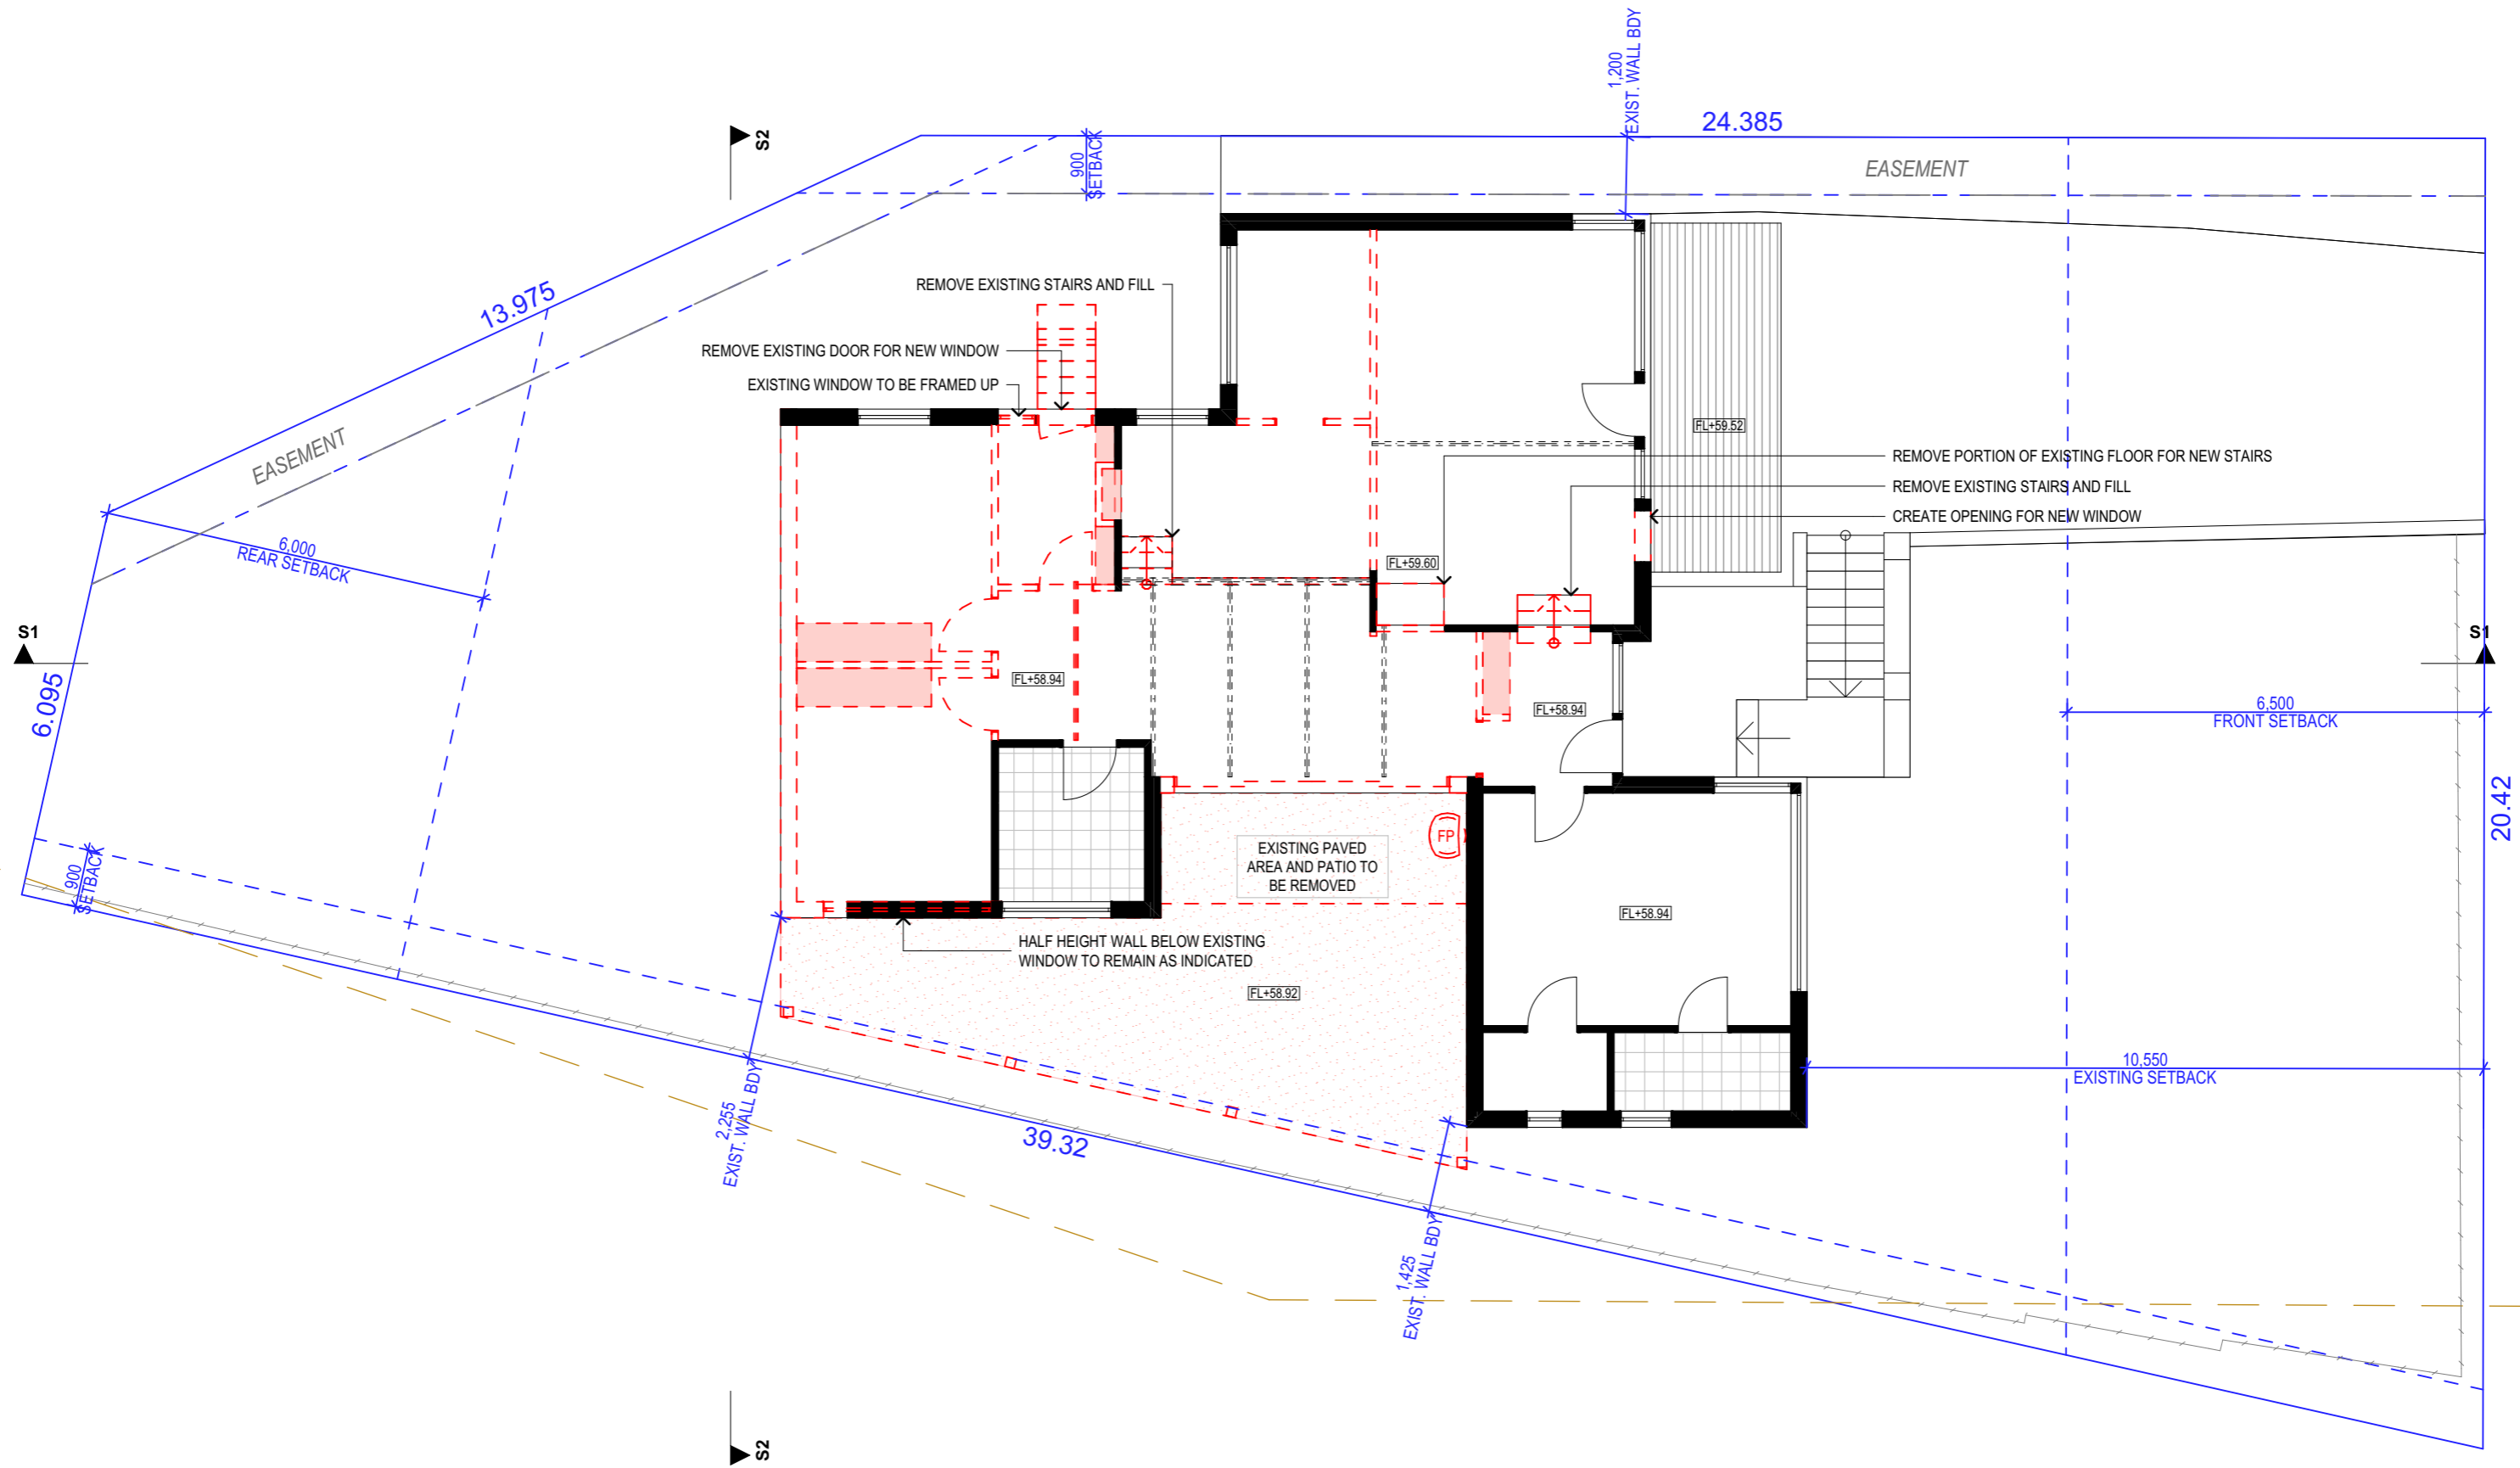 1,200
EXIST. WALL BDY
24.385
S2
900
SETBACK
EASEMENT
13.975
REMOVE EXISTING STAIRS AND FILL
REMOVE EXISTING DOOR FOR NEW WINDOW
EXISTING WINDOW TO BE FRAMED UP
FL+59.52
EASEMENT
REMOVE PORTION OF EXISTING FLOOR FOR NEW STAIRS
REMOVE EXISTING STAIRS AND FILL
CREATE OPENING FOR NEW WINDOW
6,000
REAR SETBACK
FL+59.60
S1
S1
6.095
FL+58.94
FL+58.94
6,500
FRONT SETBACK
20.42
900
SETBACK
FP
EXISTING PAVED
AREA AND PATIO TO
BE REMOVED
FL+58.94
HALF HEIGHT WALL BELOW EXISTING
WINDOW TO REMAIN AS INDICATED
FL+58.92
10,550
EXISTING SETBACK
2,255
EXIST. WALL BDY
39.32
1,425
EXIST. WALL BDY
S2